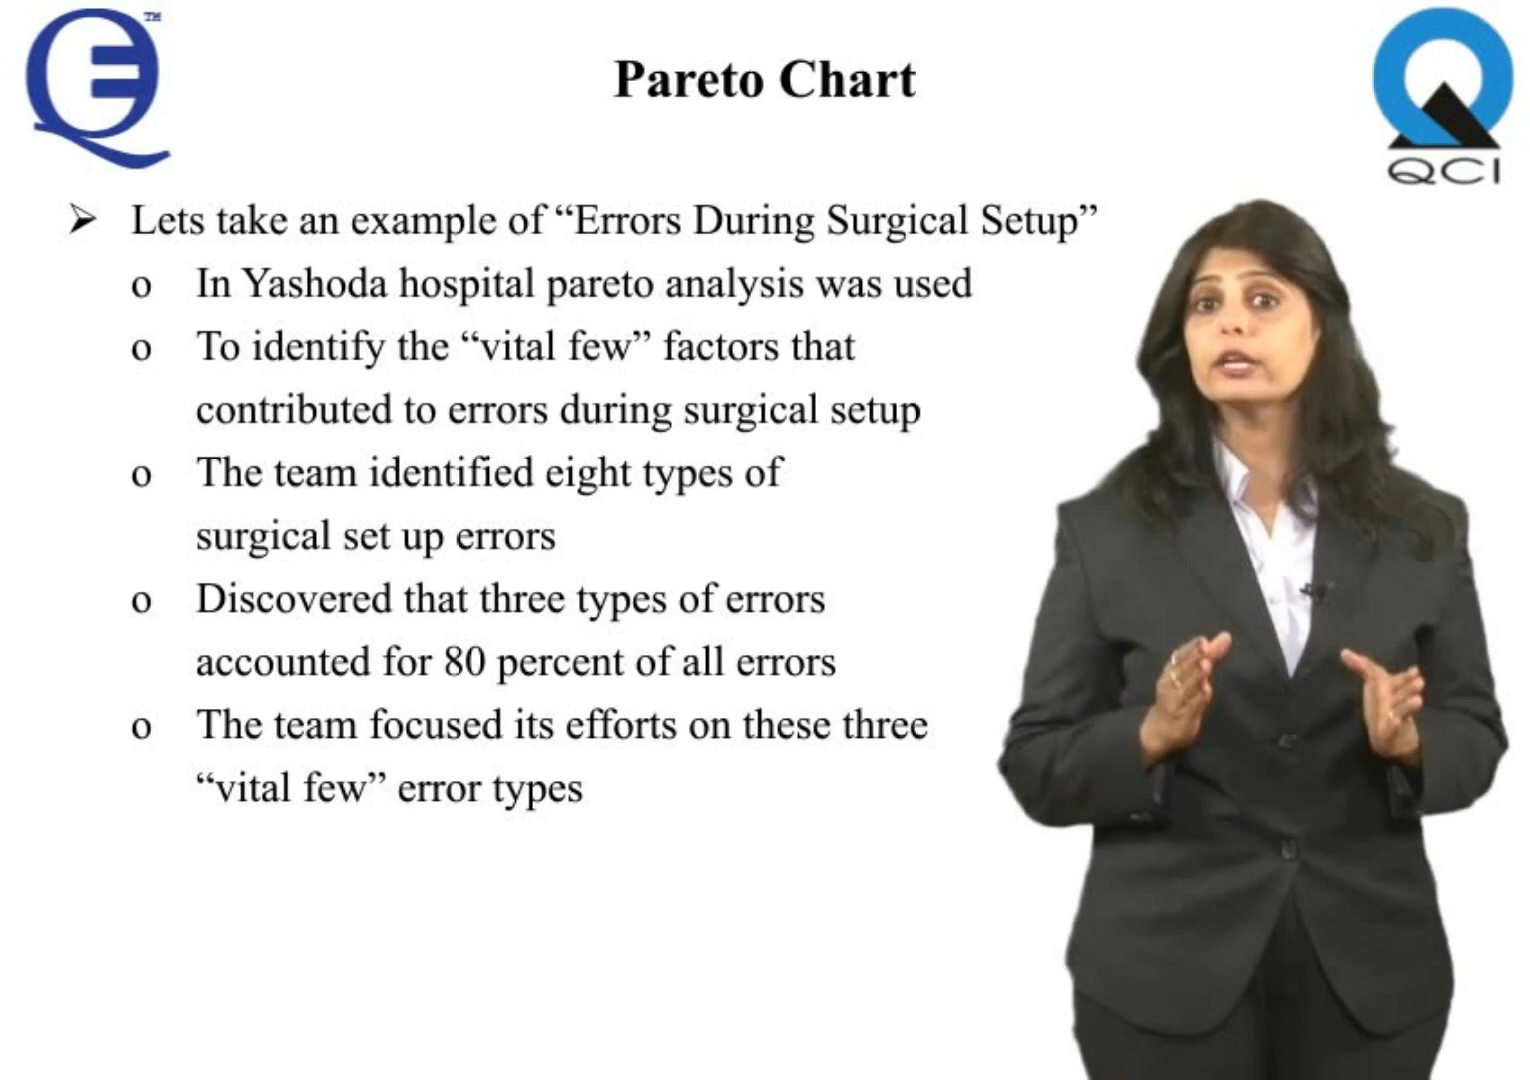 TM
Pareto Chart
QCI
➢ Lets take an example of “Errors During Surgical Setup”
o In Yashoda hospital pareto analysis was used
o To identify the “vital few” factors that
contributed to errors during surgical setup
o The team identified eight types of
surgical set up errors
o Discovered that three types of errors
accounted for 80 percent of all errors
o The team focused its efforts on these three
“vital few” error types